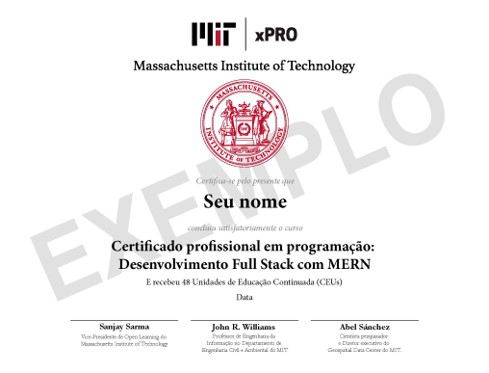 MIT xPRO
Massachusetts Institute of Technology
MASSACHUSETTS
INSTITUTE OF TECHNOLOGY
Certifica-se pelo presente que
Seu nome
concluiu satisfatoriamente o curso
Certificado profissional em programação:
Desenvolvimento Full Stack com MERN
E recebeu 48 Unidades de Educação Continuada (CEUs)
Data
EXEMPLO
Sanjay Sarma
Vice-Presidente de Open Learning do
Massachusetts Institute of Technology
John R. Williams
Professor de Engenharia da
Informação no Departamento de
Engenharia Civil e Ambiental do MIT
Abel Sánchez
Cientista pesquisador
e Diretor executivo do
Geospatial Data Center do MIT.